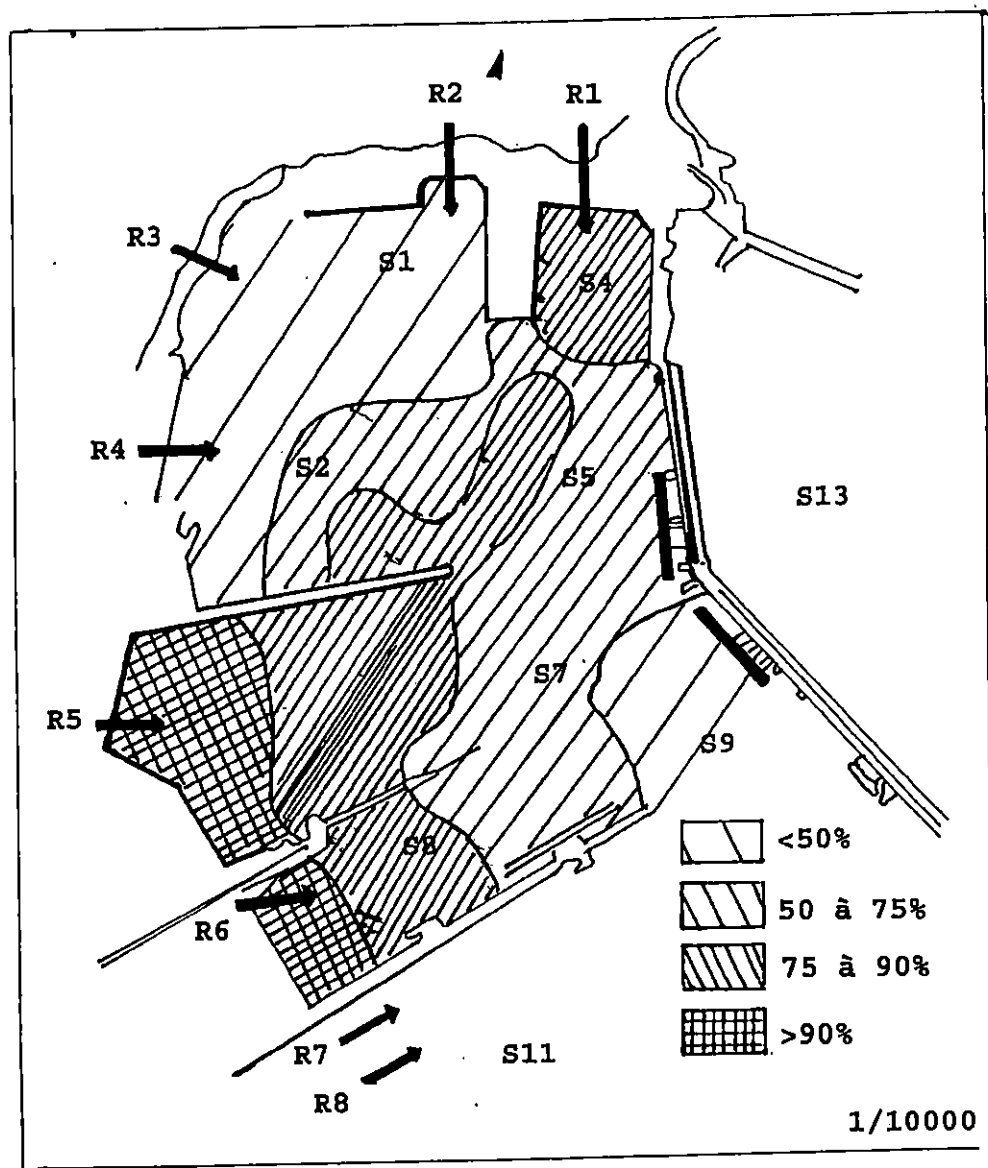 R2
R1
R3
S1
S4
R4
S2
S5
S13
R5
S7
S9
S8
R6
<50%
50 à 75%
75 à 90%
>90%
R7
S11
R8
1/10000